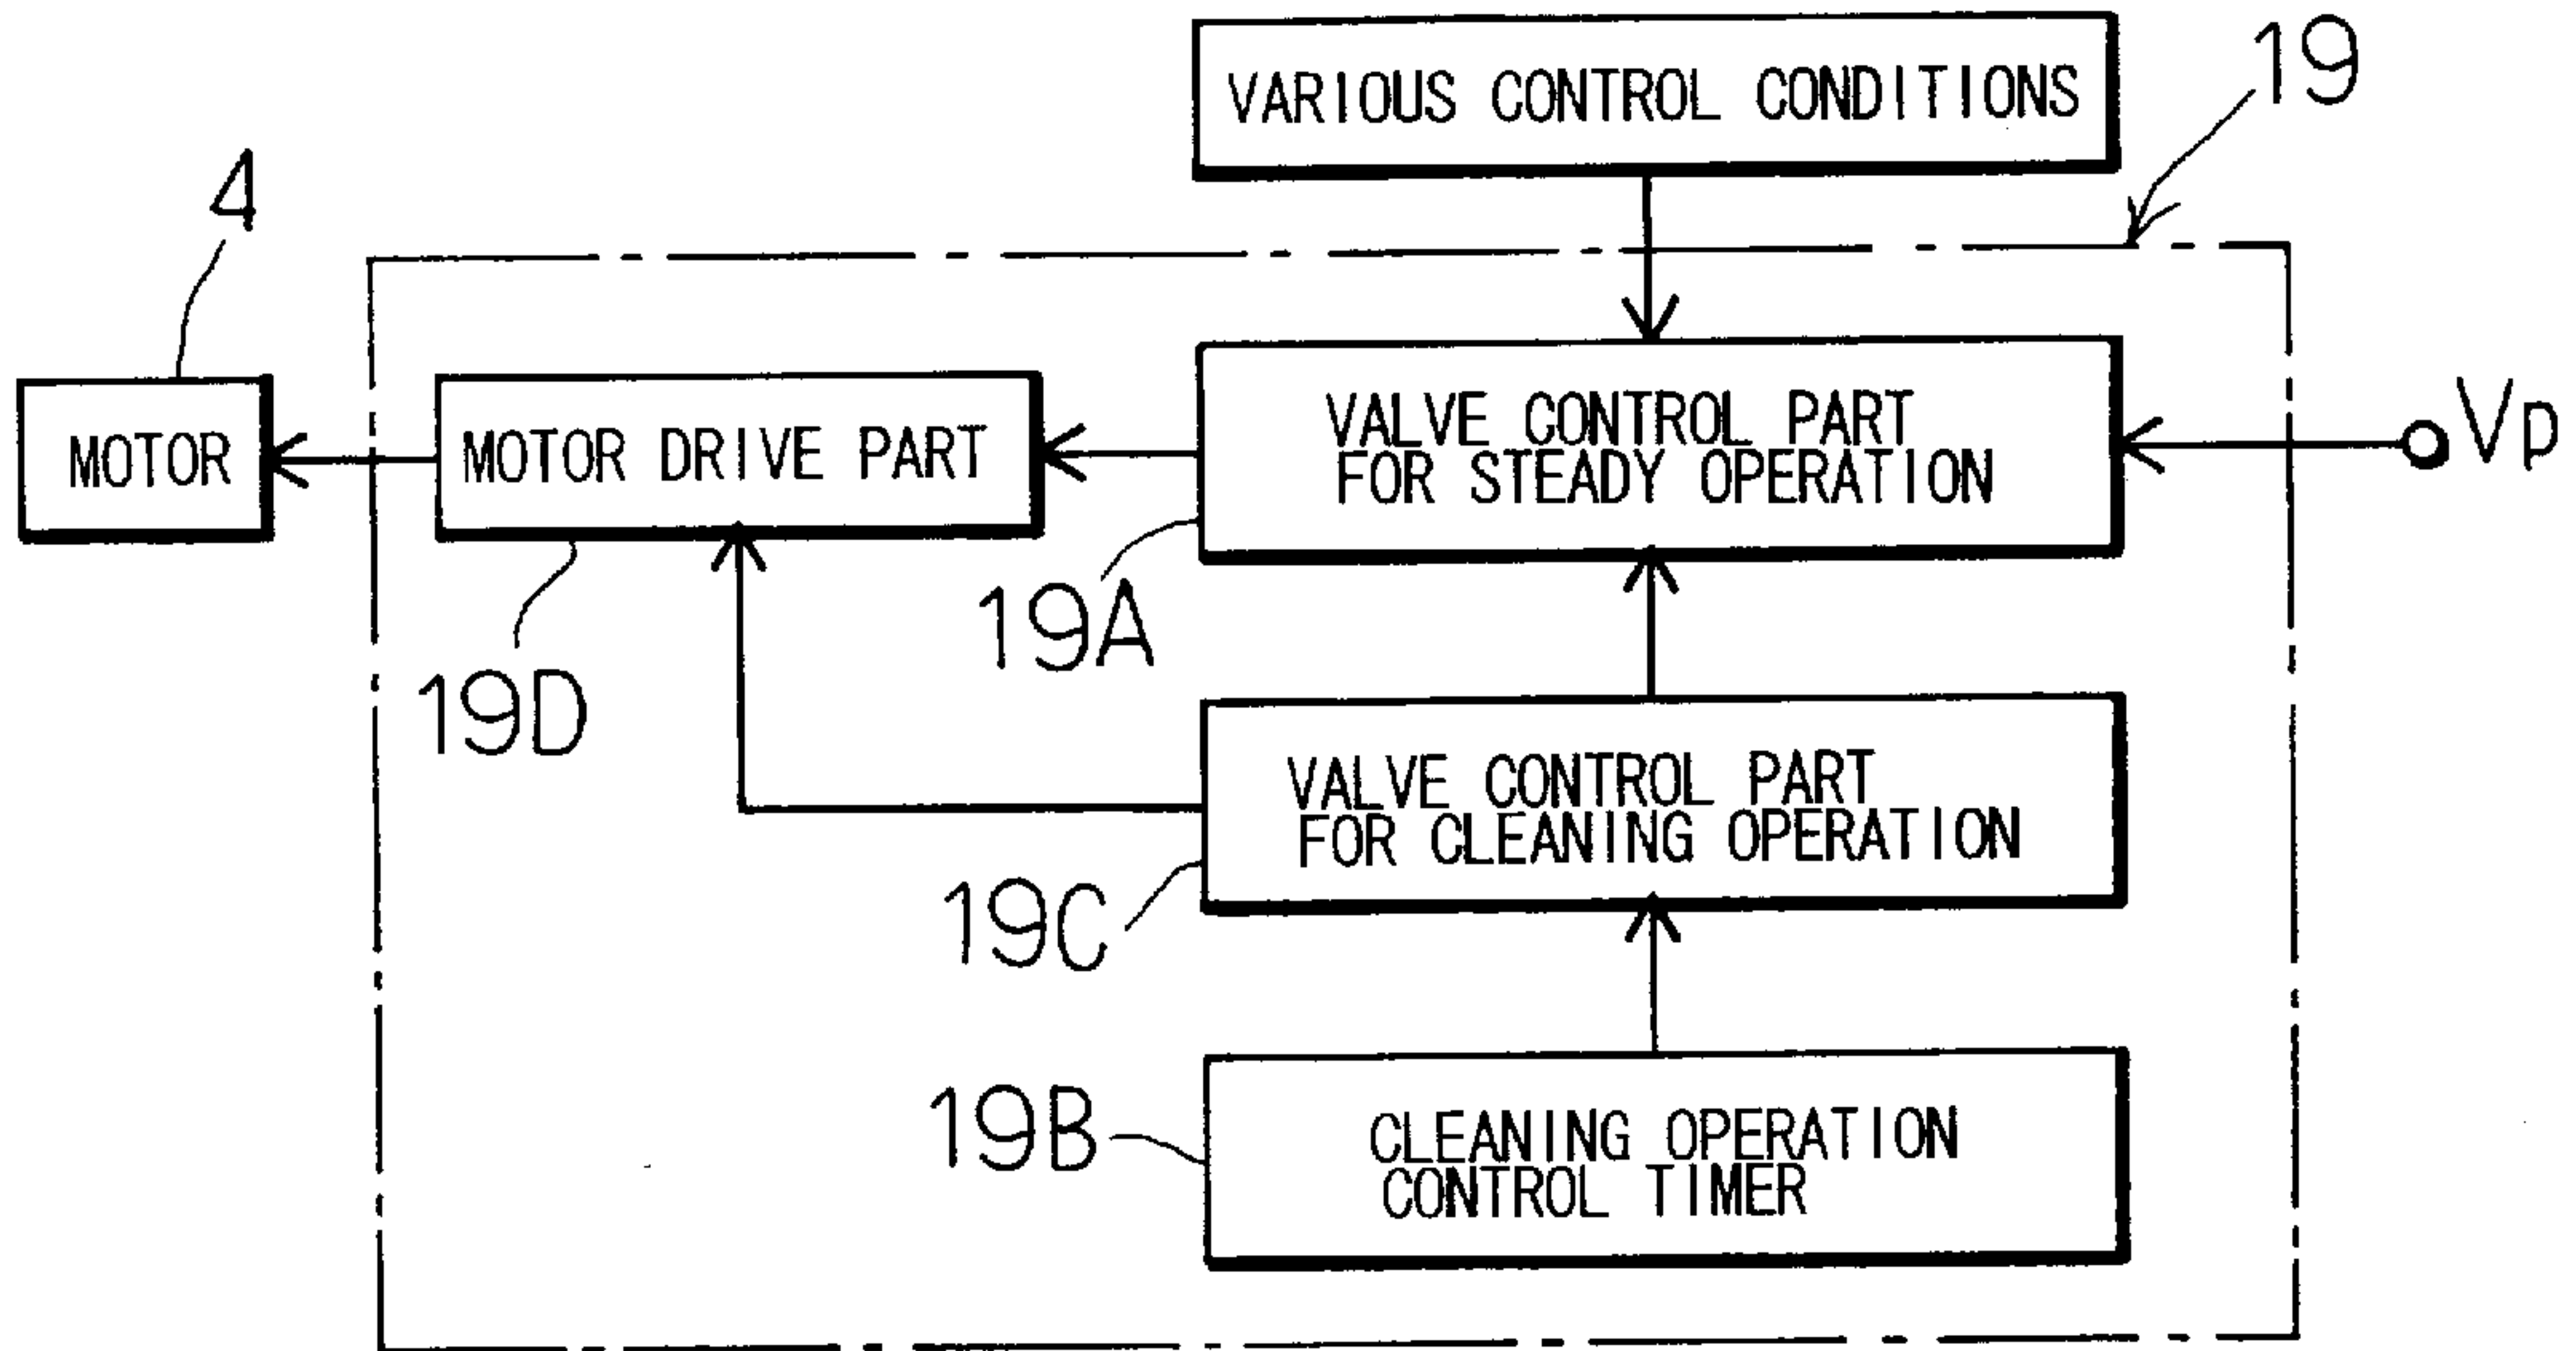 VARIOUS CONTROL CONDITIONS
19
4
MOTOR
MOTOR DRIVE PART
VALVE CONTROL PART
FOR STEADY OPERATION
Vp
19A
19D
VALVE CONTROL PART
FOR CLEANING OPERATION
19C
19B
CLEANING OPERATION
CONTROL TIMER